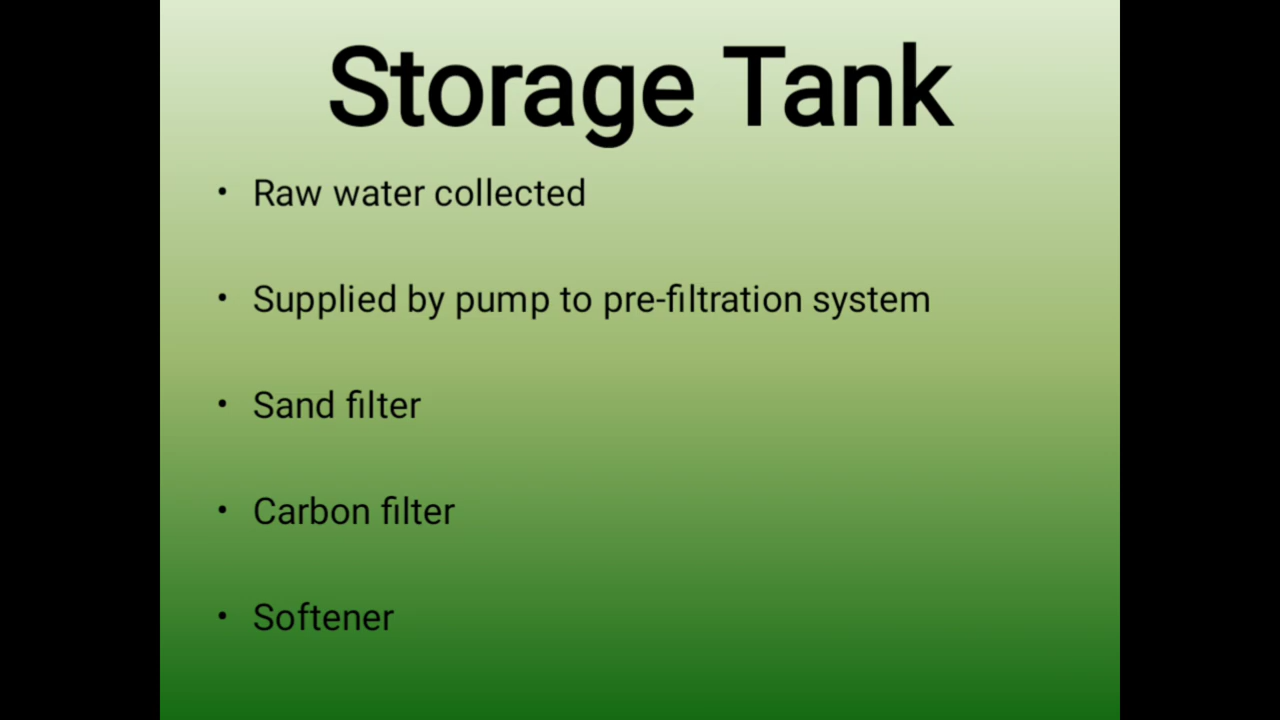 Storage Tank
• Raw water collected
• Supplied by pump to pre-filtration system
• Sand filter
• Carbon filter
• Softener